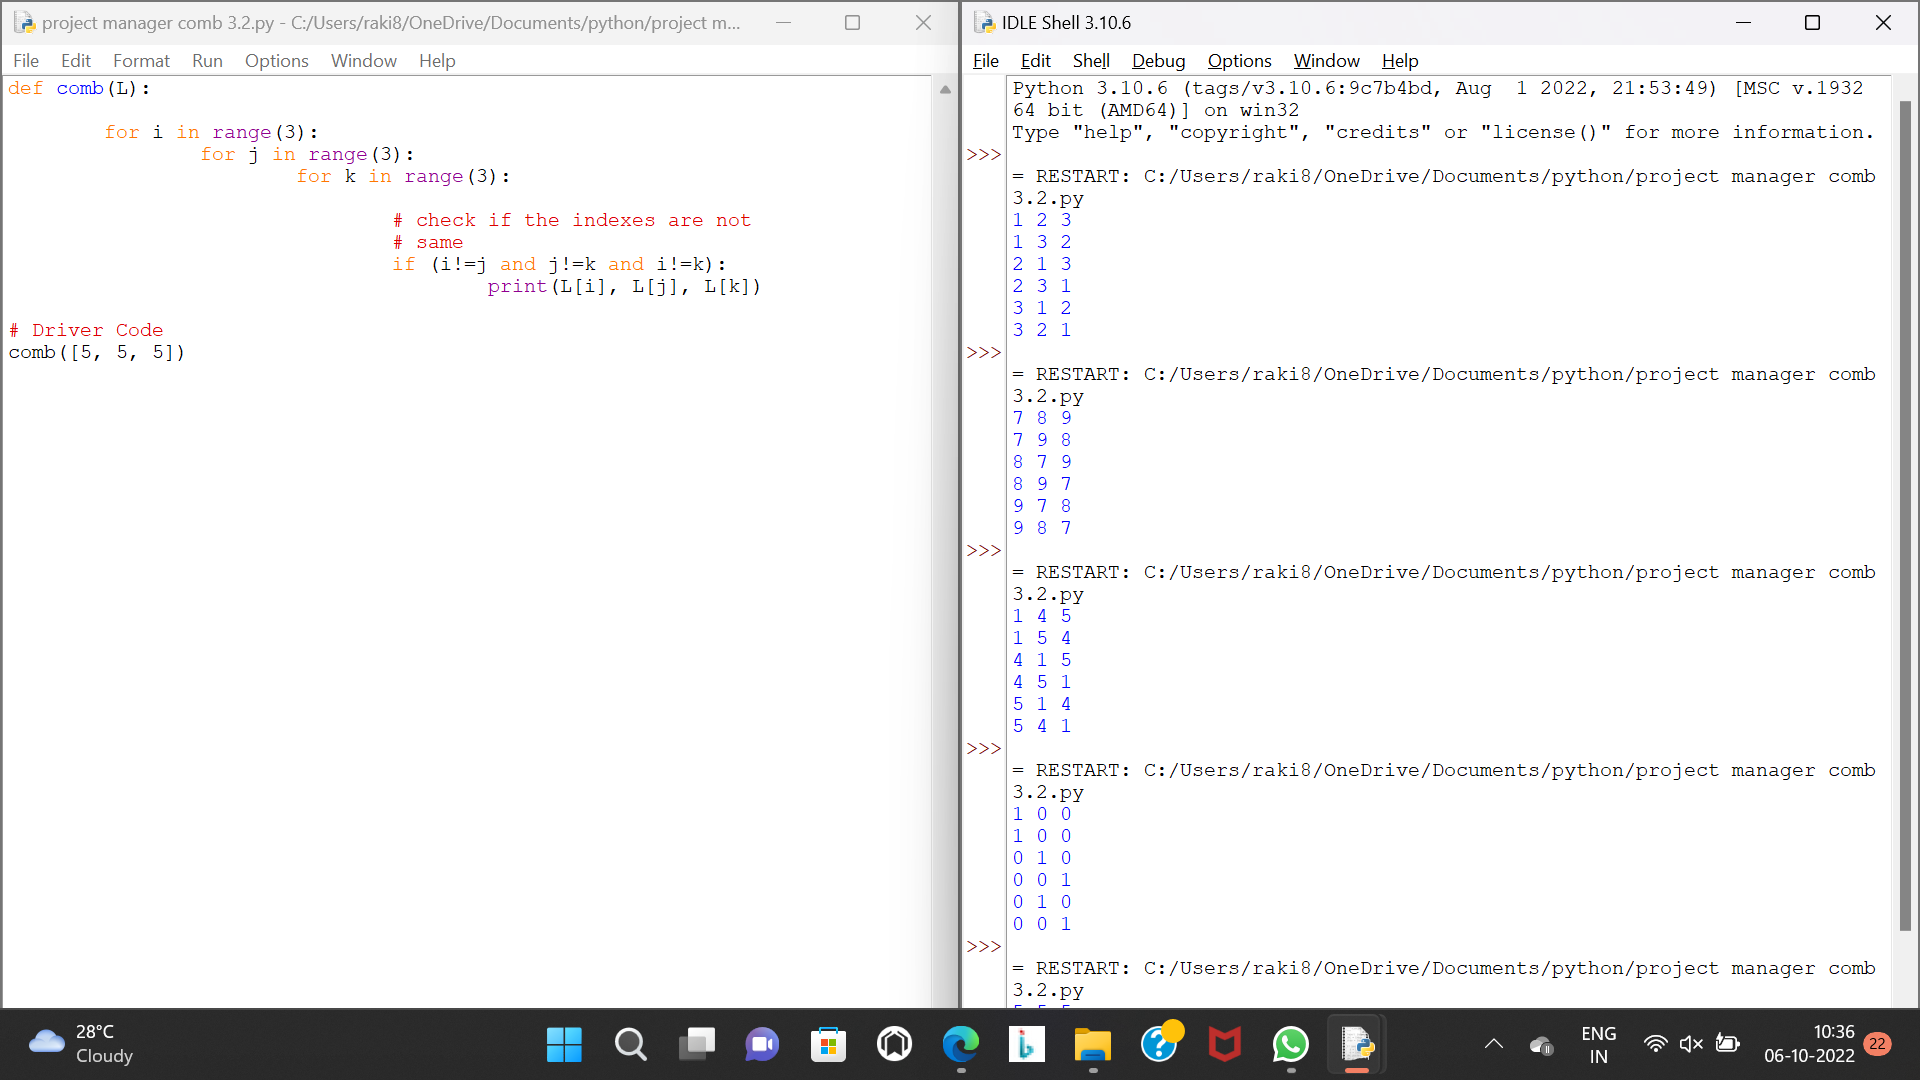 project manager comb 3.2.py - C:/Users/raki8/OneDrive/Documents/python/project m...
File Edit Format Run Options Window Help
def comb(L):
for i in range(3):
for j in range(3):
for k in range(3):
# check if the indexes are not
# same
if (i!=j and j!=k and i!=k):
print(L[i], L[j], L[k])
# Driver Code
comb([5, 5, 5])
IDLE Shell 3.10.6
File Edit Shell Debug Options Window Help
Python 3.10.6 (tags/v3.10.6:9c7b4bd, Aug  1 2022, 21:53:49) [MSC v.1932
64 bit (AMD64)] on win32
Type "help", "copyright", "credits" or "license()" for more information.
>>>
= RESTART: C:/Users/raki8/OneDrive/Documents/python/project manager comb
3.2.py
1 2 3
1 3 2
2 1 3
2 3 1
3 1 2
3 2 1
>>>
= RESTART: C:/Users/raki8/OneDrive/Documents/python/project manager comb
3.2.py
7 8 9
7 9 8
8 7 9
8 9 7
9 7 8
9 8 7
>>>
= RESTART: C:/Users/raki8/OneDrive/Documents/python/project manager comb
3.2.py
1 4 5
1 5 4
4 1 5
4 5 1
5 1 4
5 4 1
>>>
= RESTART: C:/Users/raki8/OneDrive/Documents/python/project manager comb
3.2.py
1 0 0
1 0 0
0 1 0
0 0 1
0 1 0
0 0 1
>>>
= RESTART: C:/Users/raki8/OneDrive/Documents/python/project manager comb
3.2.py
28°C
Cloudy
ENG
IN
10:36
06-10-2022
22